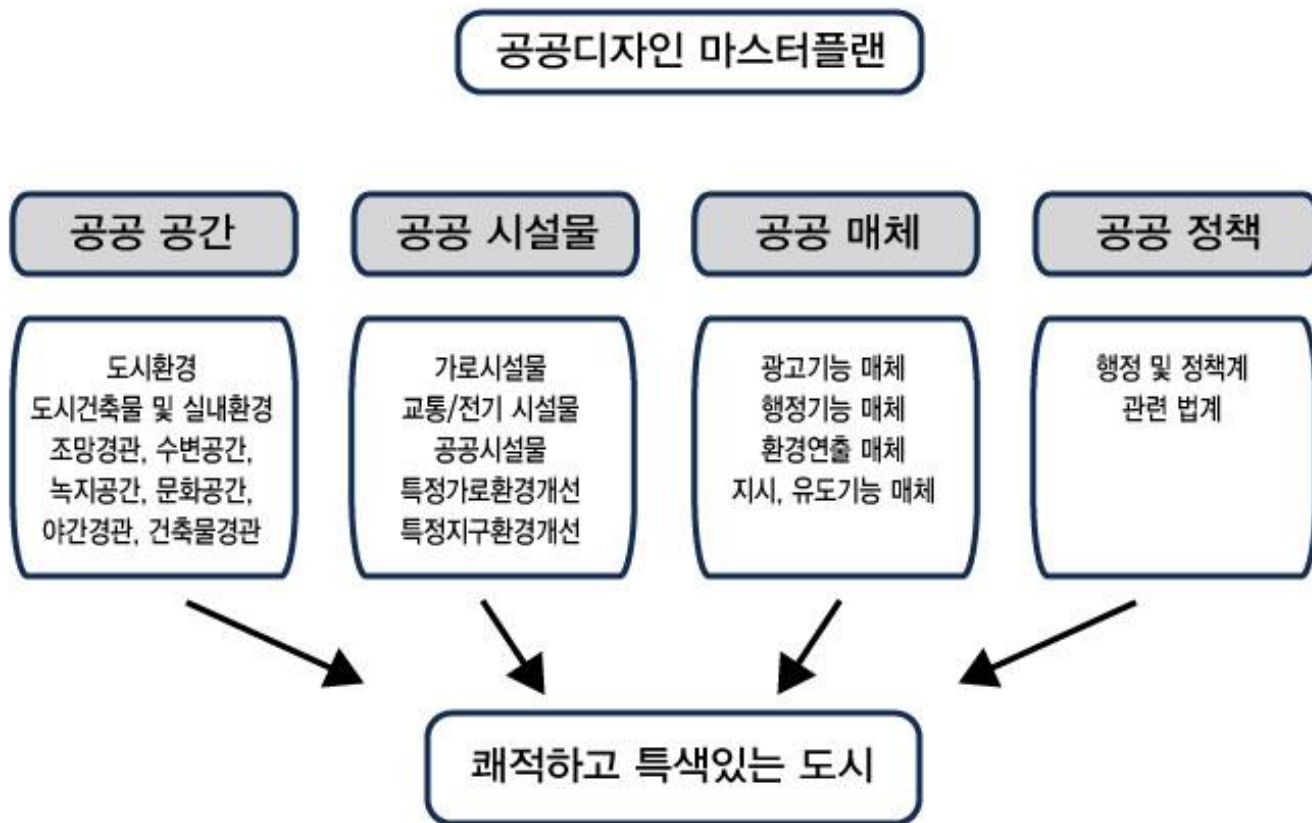 공공디자인 마스터플랜
공공 공간
공공 시설물
공공 매체
공공 정책
도시환경
도시건축물 및 실내환경
조망경관, 수변공간,
녹지공간, 문화공간,
야간경관, 건축물경관
가로시설물
교통/전기 시설물
공공시설물
특정가로환경개선
특정지구환경개선
광고기능 매체
행정기능 매체
환경연출 매체
지시, 유도기능 매체
행정 및 정책계
관련 법계
쾌적하고 특색있는 도시